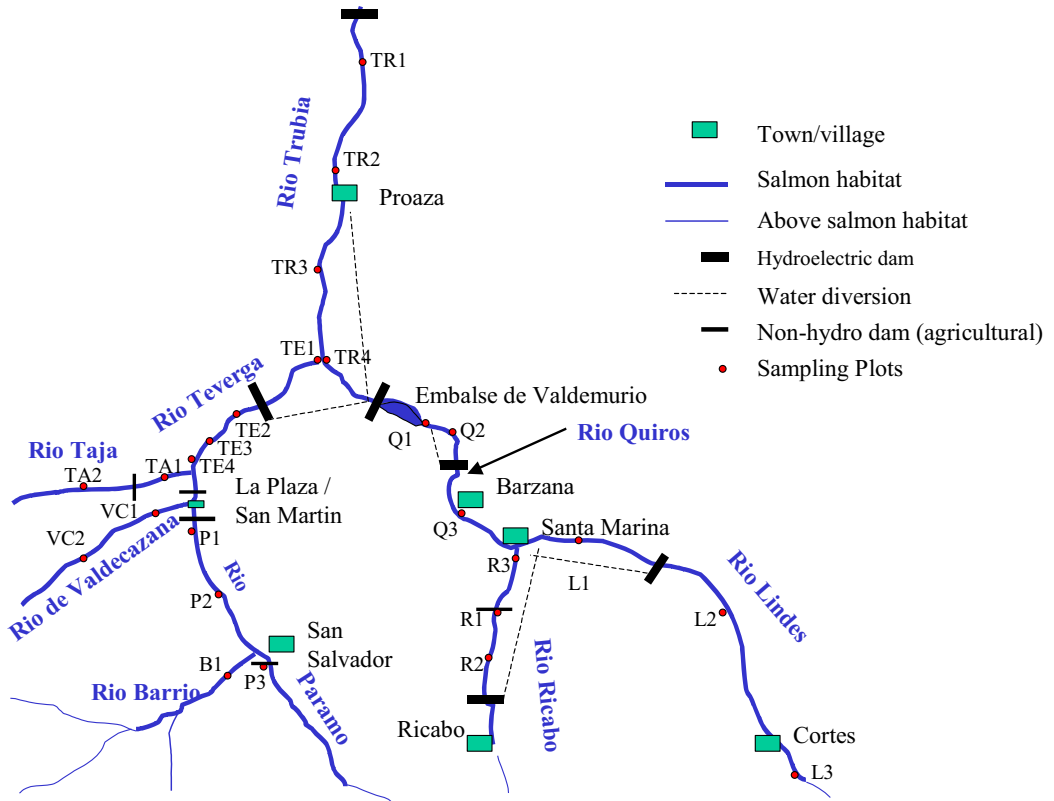 TR1
Rio Trubia
TR2
Proaza
TR3
TE1
TR4
Rio Teverga
TE2
TE3
TE4
Rio Taja
TA2
TA1
La Plaza /
San Martin
VC1
VC2
Rio de Valdecazana
P1
P2
Rio
Paramo
San
Salvador
B1
P3
Rio Barrio
Embalse de Valdemurio
Q1
Q2
Rio Quiros
Barzana
Q3
Santa Marina
R3
L1
R1
R2
Rio Ricabo
Ricabo
L2
Rio Lindes
Cortes
L3
Town/village
Salmon habitat
Above salmon habitat
Hydroelectric dam
Water diversion
Non-hydro dam (agricultural)
Sampling Plots